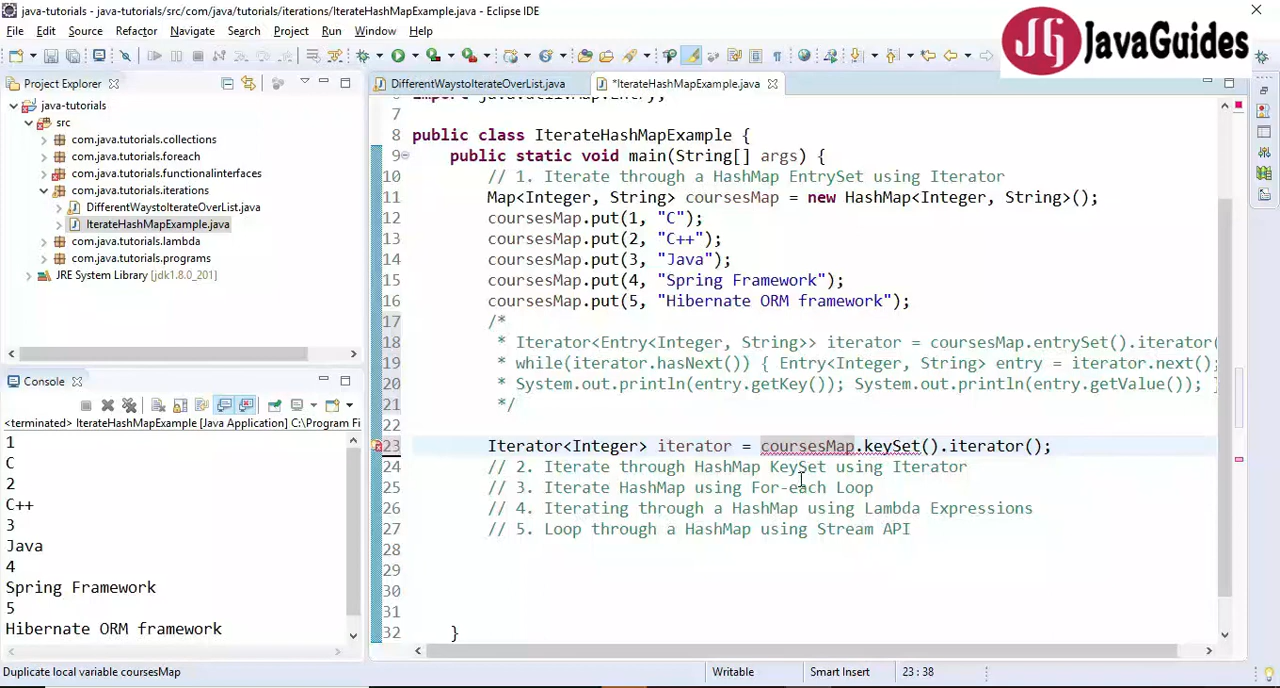 java-tutorials/src/com/java/tutorials/iterations/IterateHashMapExample.java - Eclipse IDE
JG JavaGuides
File Edit Source Refactor Navigate Search Project Run Window Help
Project Explorer
DifferentWaystoIterateOverList.java
*IterateHashMapExample.java
java-tutorials
src
com.java.tutorials.collections
com.java.tutorials.foreach
com.java.tutorials.functionalinterfaces
com.java.tutorials.iterations
DifferentWaystoIterateOverList.java
IterateHashMapExample.java
com.java.tutorials.lambda
com.java.tutorials.programs
JRE System Library [jdk1.8.0_201]
Console
<terminated> IterateHashMapExample [Java Application] C:\Program Fi
1
C
2
C++
3
Java
4
Spring Framework
5
Hibernate ORM framework
6 import java.util.Map.Entry;
7
8 public class IterateHashMapExample {
9 public static void main(String[] args) {
10 // 1. Iterate through a HashMap EntrySet using Iterator
11 Map<Integer, String> coursesMap = new HashMap<Integer, String>();
12 coursesMap.put(1, "C");
13 coursesMap.put(2, "C++");
14 coursesMap.put(3, "Java");
15 coursesMap.put(4, "Spring Framework");
16 coursesMap.put(5, "Hibernate ORM framework");
17 /*
18 * Iterator<Entry<Integer, String>> iterator = coursesMap.entrySet().iterator(
19 * while(iterator.hasNext()) { Entry<Integer, String> entry = iterator.next();
20 * System.out.println(entry.getKey()); System.out.println(entry.getValue()); }
21 */
22
23 Iterator<Integer> iterator = coursesMap.keySet().iterator();
24 // 2. Iterate through HashMap KeySet using Iterator
25 // 3. Iterate HashMap using For-each Loop
26 // 4. Iterating through a HashMap using Lambda Expressions
27 // 5. Loop through a HashMap using Stream API
28
29
30
31
32 }
Duplicate local variable coursesMap
Writable
Smart Insert
23 : 38